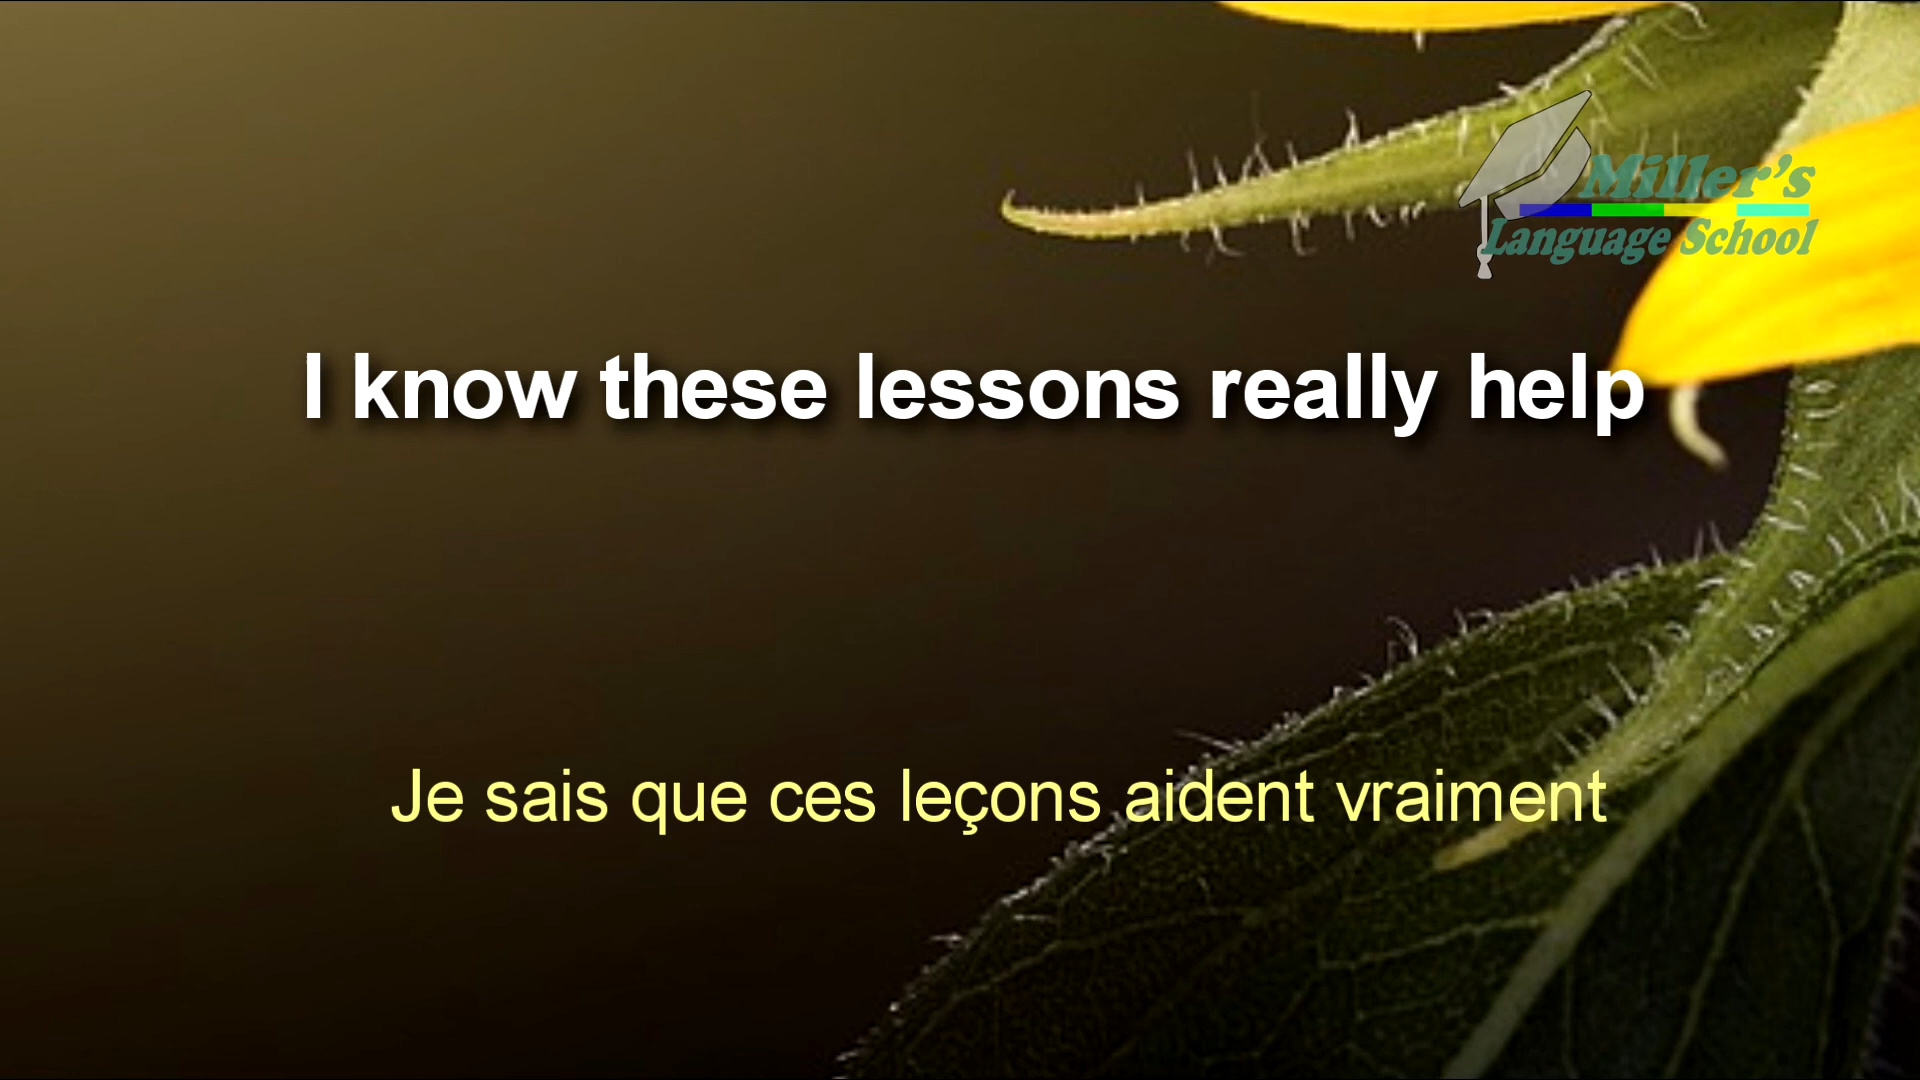 Miller's
Language School
I know these lessons really help
Je sais que ces leçons aident vraiment